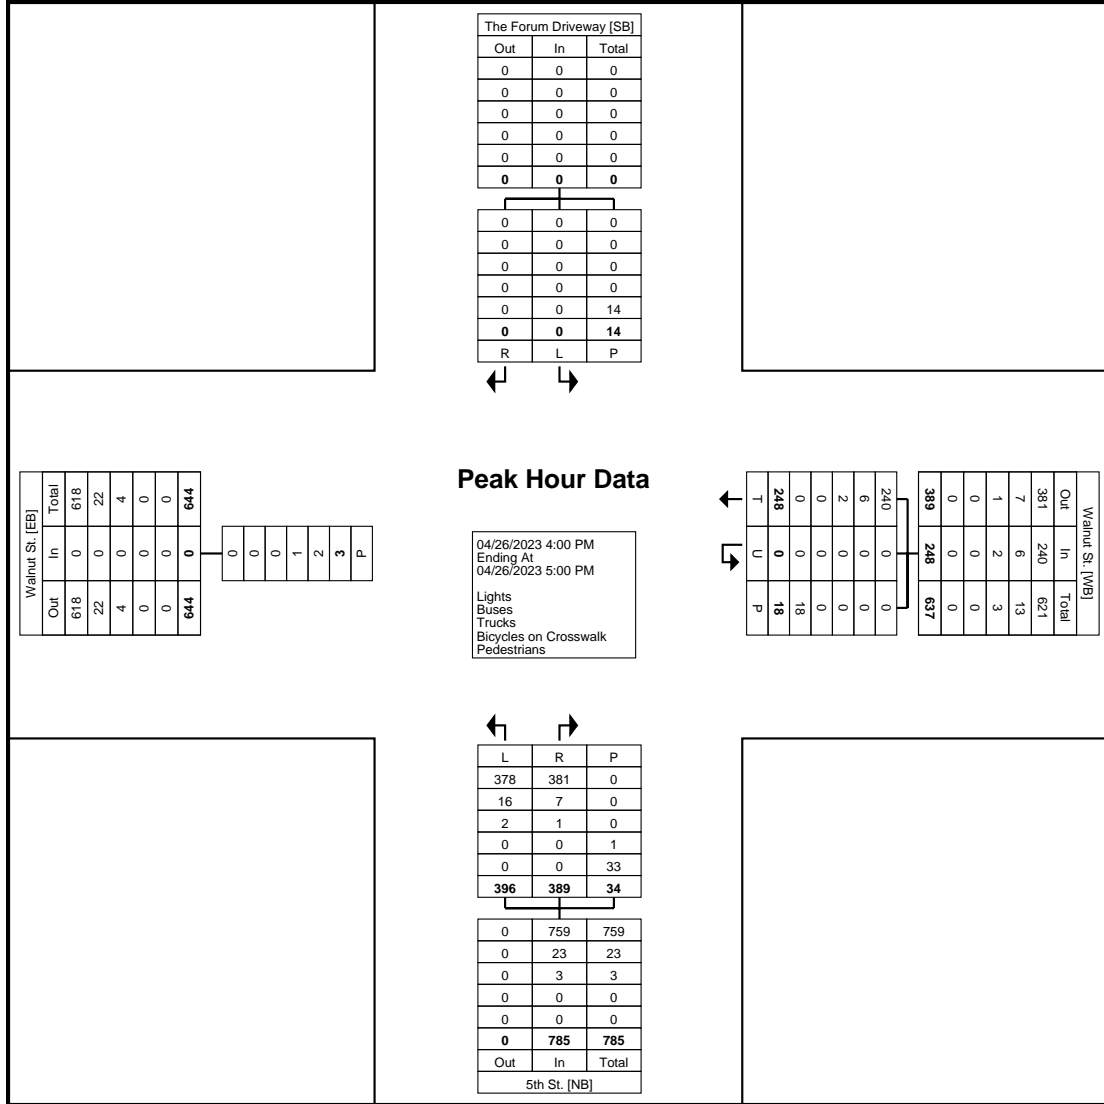 The Forum Driveway [SB]
Out In Total
0 0 0
0 0 0
0 0 0
0 0 0
0 0 0
0 0 0
0 0 0
0 0 0
0 0 0
0 0 0
0 0 14
0 0 14
R L P
Walnut St. [EB]
Total In Out
618 0 618
22 0 22
4 0 4
0 0 0
0 0 0
644 0 644
0
0
0
1
2
3
P
Peak Hour Data
04/26/2023 4:00 PM
Ending At
04/26/2023 5:00 PM
Lights
Buses
Trucks
Bicycles on Crosswalk
Pedestrians
Walnut St. [WB]
Out In Total
381 240 621
7 6 13
1 2 3
0 0 0
0 0 0
389 248 637
240 0 0
6 0 0
2 0 0
0 0 0
0 0 18
248 0 18
T U P
L R P
378 381 0
16 7 0
2 1 0
0 0 1
0 0 33
396 389 34
0 759 759
0 23 23
0 3 3
0 0 0
0 0 0
0 785 785
Out In Total
5th St. [NB]